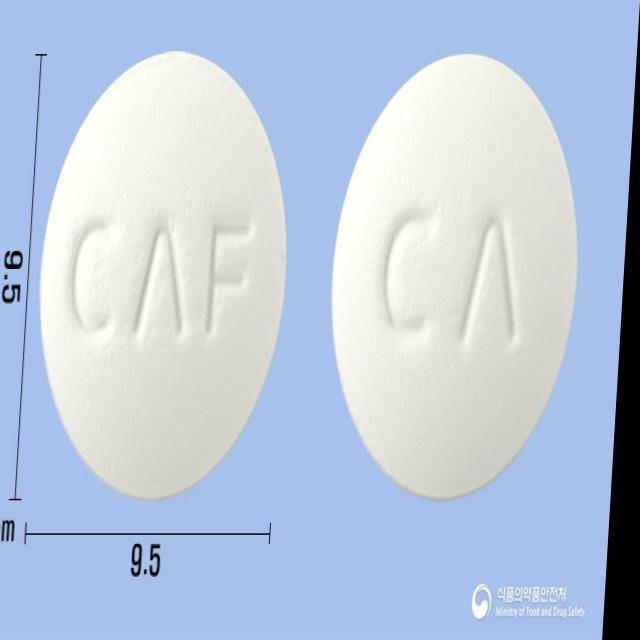 CAF
CA
9.5
m
9.5
식품의약품안전처
Ministry of Food and Drug Safety